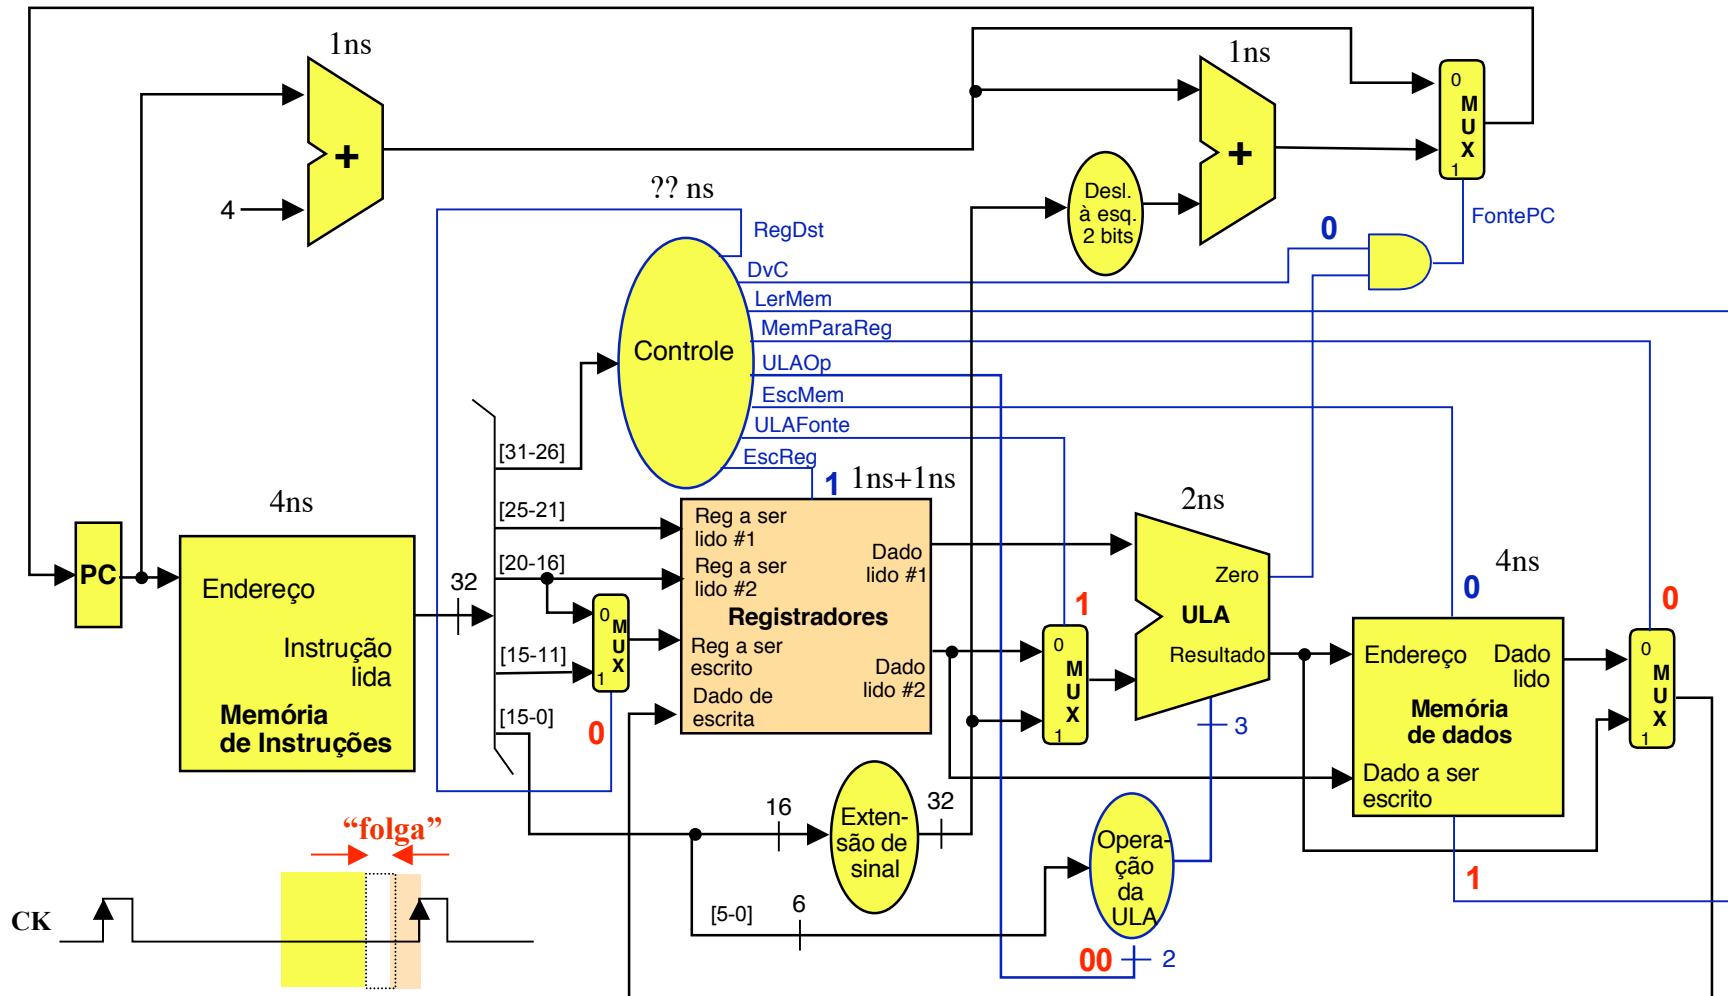 1ns
1ns
0
M
U
X
1
+
+
4
Desl.
à esq.
2 bits
?? ns
RegDst
0
FontePC
DvC
LerMem
MemParaReg
Controle
ULAOp
EscMem
ULAFonte
EscReg
[31-26]
1
1ns+1ns
4ns
[25-21]
Reg a ser
lido #1
Dado
lido #1
2ns
4ns
PC
Endereço
32
[20-16]
Reg a ser
lido #2
Zero
0
0
Instrução
lida
0
M
U
X
1
Registradores
1
ULA
[15-11]
Reg a ser
escrito
Dado
lido #2
0
M
U
X
1
Resultado
Endereço
Dado
lido
0
M
U
X
1
Memória
de Instruções
[15-0]
0
Dado de
escrita
3
Memória
de dados
Dado a ser
escrito
“folga”
16
Exten-
são de
sinal
32
Opera-
ção
da
ULA
1
CK
[5-0]
6
00
2